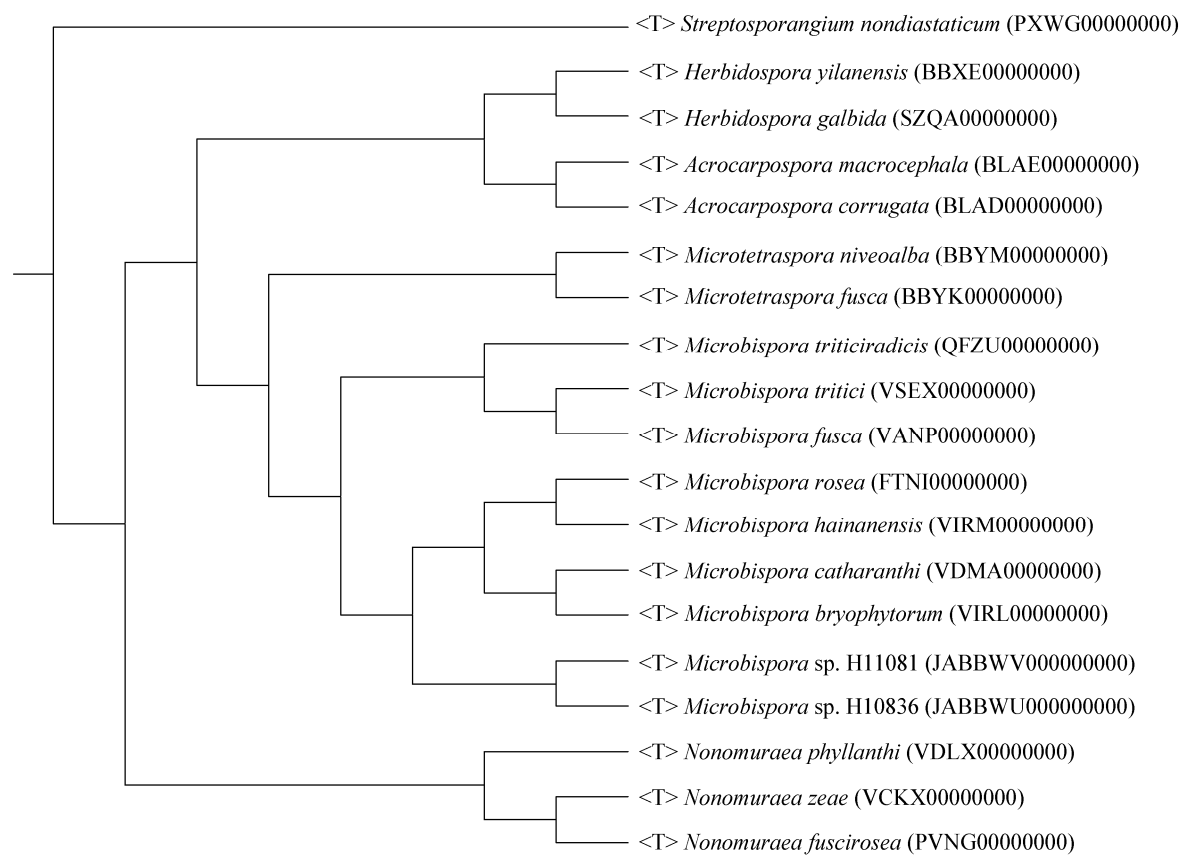 <T> Streptosporangium nondiastaticum (PXWG00000000)
<T> Herbidospora yilanensis (BBXE00000000)
<T> Herbidospora galbida (SZQA00000000)
<T> Acrocarpospora macrocephala (BLAE00000000)
<T> Acrocarpospora corrugata (BLAD00000000)
<T> Microtetraspora niveoalba (BBYM00000000)
<T> Microtetraspora fusca (BBYK00000000)
<T> Microbispora triticiradicis (QFZU00000000)
<T> Microbispora tritici (VSEX00000000)
<T> Microbispora fusca (VANP00000000)
<T> Microbispora rosea (FTNI00000000)
<T> Microbispora hainanensis (VIRM00000000)
<T> Microbispora catharanthi (VDMA00000000)
<T> Microbispora bryophytorum (VIRL00000000)
<T> Microbispora sp. H11081 (JABBWV000000000)
<T> Microbispora sp. H10836 (JABBWU000000000)
<T> Nonomuraea phyllanthi (VDLX00000000)
<T> Nonomuraea zeae (VCKX00000000)
<T> Nonomuraea fuscirosea (PVNG00000000)